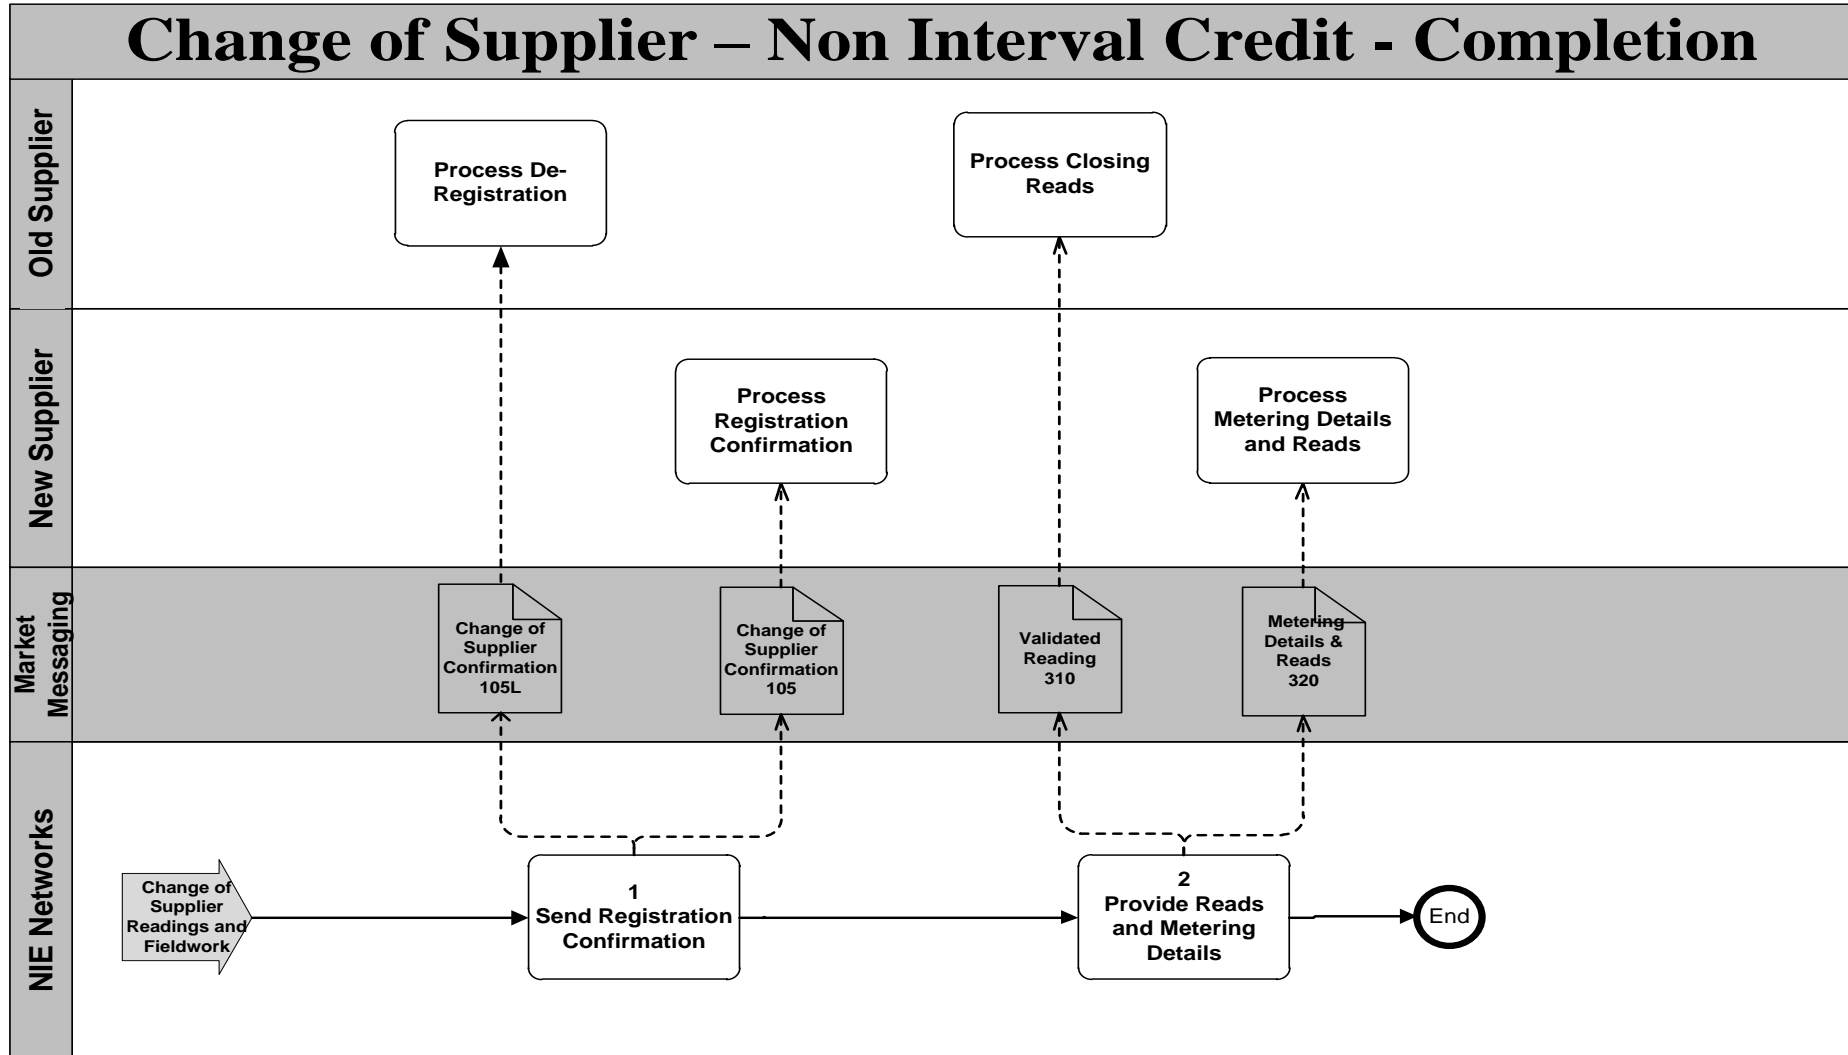 Change of Supplier – Non Interval Credit - Completion
Old Supplier
Process De-
Registration
Process Closing
Reads
New Supplier
Process
Registration
Confirmation
Process
Metering Details
and Reads
Market
Messaging
Change of
Supplier
Confirmation
105L
Change of
Supplier
Confirmation
105
Validated
Reading
310
Metering
Details &
Reads
320
NIE Networks
Change of
Supplier
Readings and
Fieldwork
1
Send Registration
Confirmation
2
Provide Reads
and Metering
Details
End